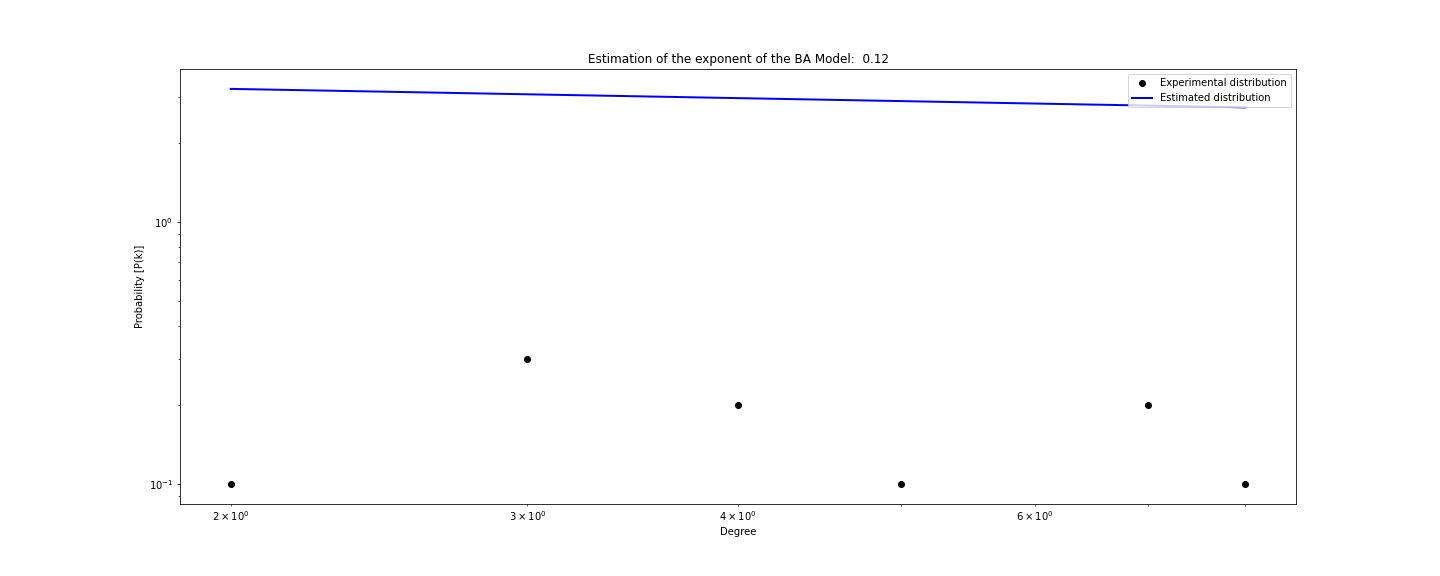 Estimation of the exponent of the BA Model:  0.12
Experimental distribution
Estimated distribution
Probability [P(k)]
10⁰
10⁻¹
2 × 10⁰
3 × 10⁰
4 × 10⁰
6 × 10⁰
Degree